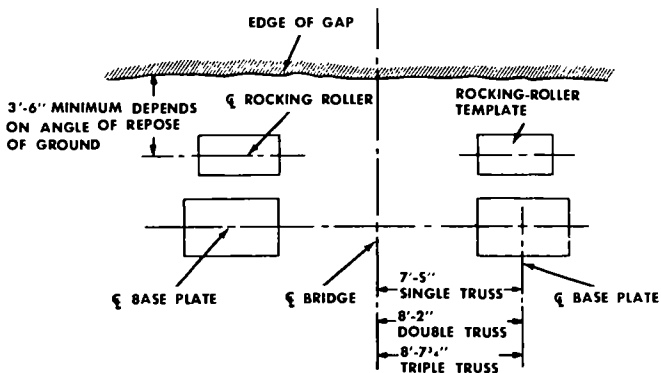 EDGE OF GAP
3'-6" MINIMUM DEPENDS
ON ANGLE OF REPOSE
OF GROUND
℄ ROCKING ROLLER
ROCKING-ROLLER
TEMPLATE
℄ BASE PLATE
℄ BRIDGE
7'-5"
SINGLE TRUSS
8'-2"
DOUBLE TRUSS
8'-7¾"
TRIPLE TRUSS
℄ BASE PLATE